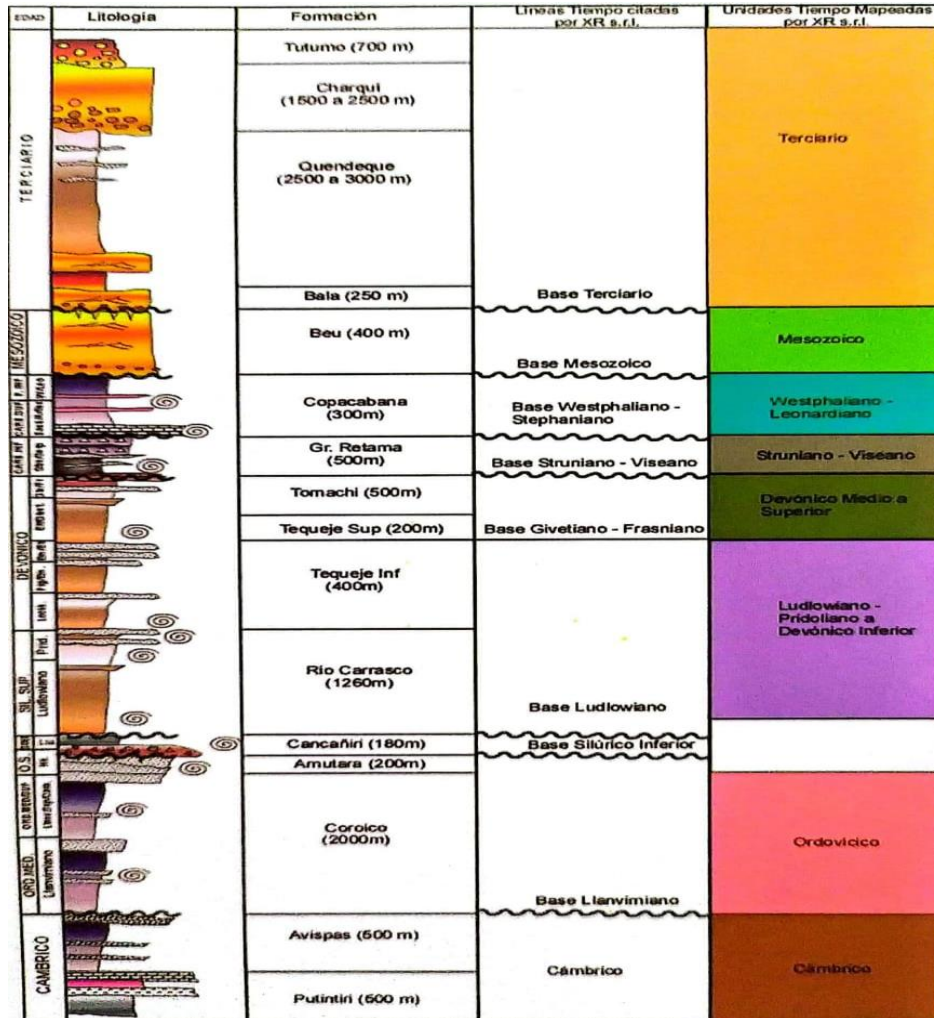 EDAD
Litología
Formación
Líneas Tiempo citadas
por XR s.r.l.
Unidades Tiempo Mapeadas
por XR s.r.l.
TERCIARIO
Tutumo (700 m)
Charqui
(1500 a 2500 m)
Quendeque
(2500 a 3000 m)
Bala (250 m)
Base Terciario
Terciario
MESOZOICO
Beu (400 m)
Base Mesozoico
Mesozoico
Copacabana
(300m)
Base Westphaliano -
Stephaniano
Westphaliano -
Leonardiano
Gr. Retama
(500m)
Base Struniano - Viseano
Struniano - Viseano
DEVONICO
Tomachi (500m)
Tequeje Sup (200m)
Base Givetiano - Frasniano
Devónico Medio a
Superior
Tequeje Inf
(400m)
Ludlowiano -
Pridoliano a
Devónico Inferior
SIL. SUP.
Prid.
Ludlowiano
Río Carrasco
(1260m)
Base Ludlowiano
Cancañiri (180m)
Base Silúrico Inferior
O.S.
Amutara (200m)
Coroico
(2000m)
ORD.MED.
Llanvirniano
Base Llanvirniano
Ordovícico
CAMBRICO
Avispas (500 m)
Cámbrico
Cámbrico
Putintiri (500 m)